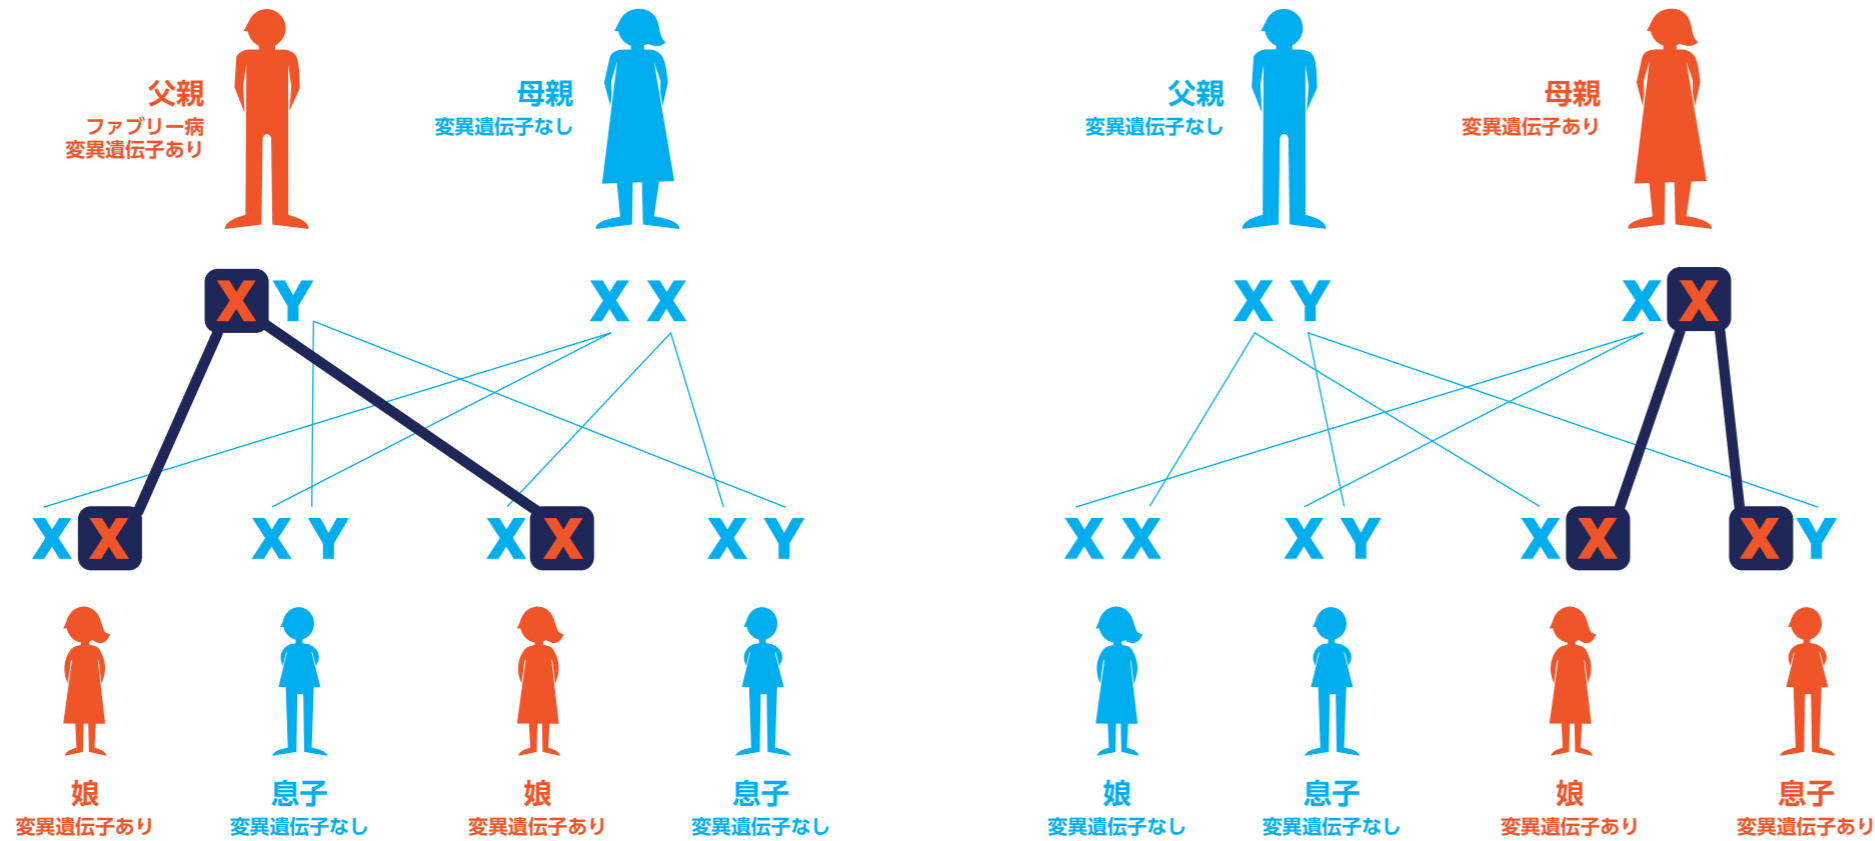 父親
ファブリー病
変異遺伝子あり
母親
変異遺伝子なし
X Y
X X
X X
X Y
X X
X Y
娘
変異遺伝子あり
息子
変異遺伝子なし
娘
変異遺伝子あり
息子
変異遺伝子なし
父親
変異遺伝子なし
母親
変異遺伝子あり
X Y
X X
X X
X Y
X X
X Y
娘
変異遺伝子なし
息子
変異遺伝子なし
娘
変異遺伝子あり
息子
変異遺伝子あり